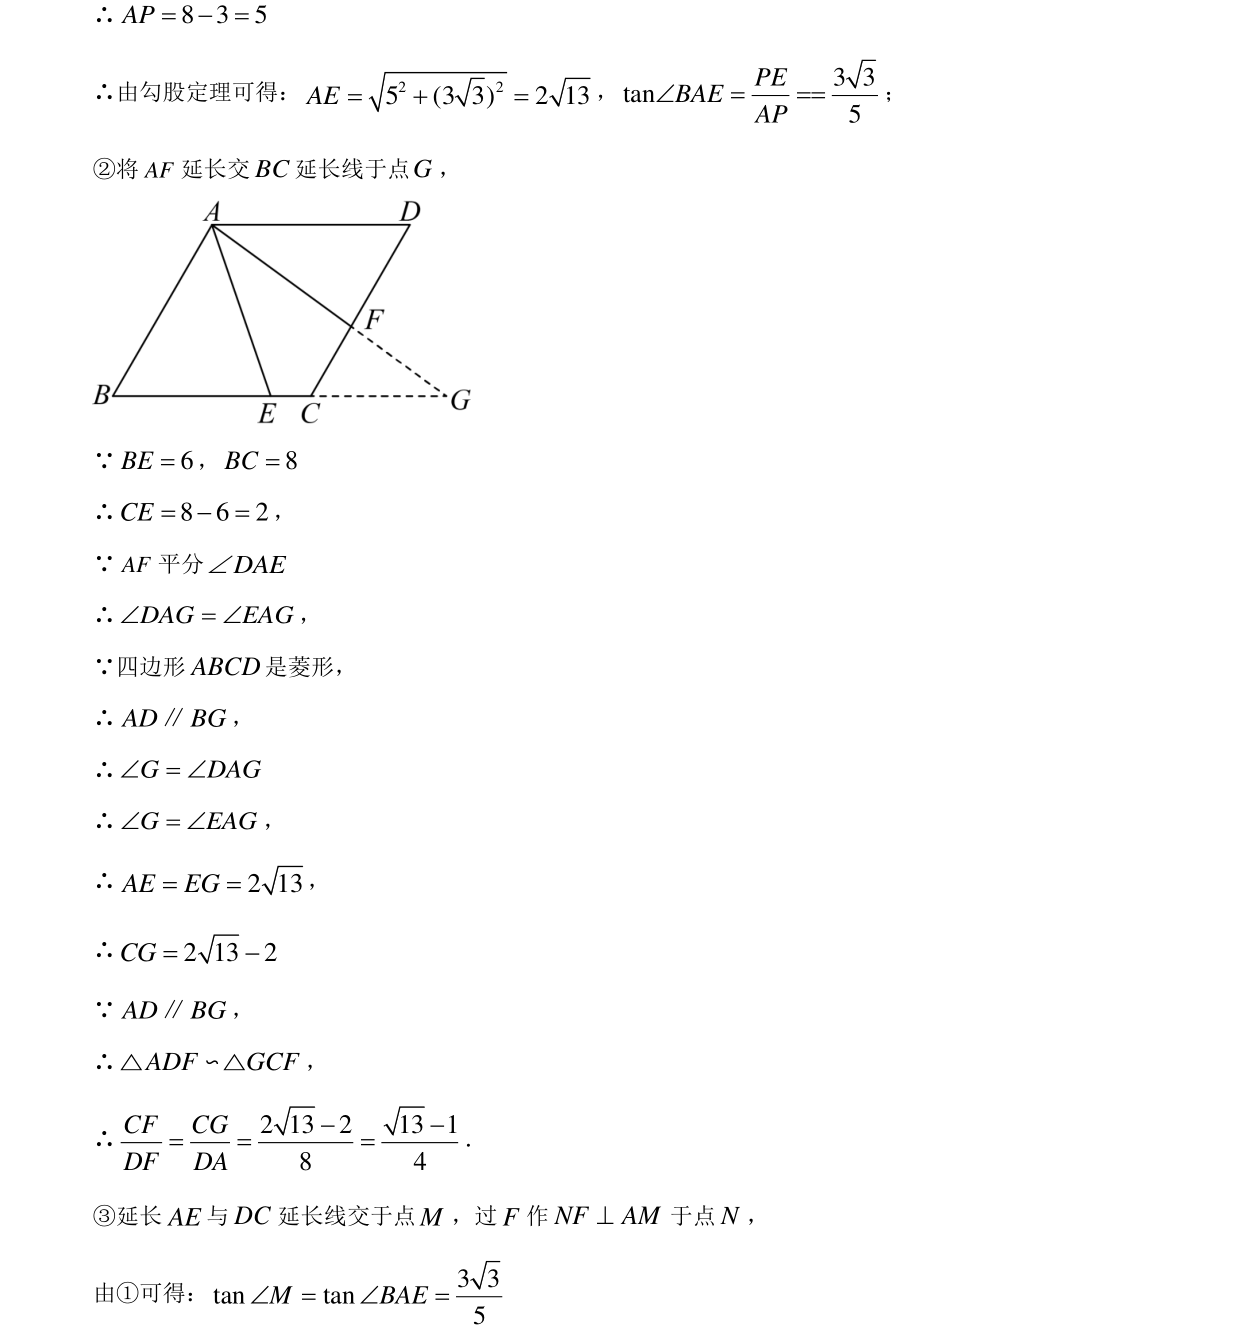 ∴ AP = 8 − 3 = 5
∴由勾股定理可得： AE = √(5² + (3√3)²) = 2√13 ， tan∠BAE = PE/AP == 3√3/5 ；
②将 AF 延长交 BC 延长线于点 G ，
A D
F
B E C G
∵ BE = 6 ， BC = 8
∴ CE = 8 − 6 = 2 ，
∵ AF 平分 ∠DAE
∴ ∠DAG = ∠EAG ，
∵四边形 ABCD 是菱形，
∴ AD ∥ BG ，
∴ ∠G = ∠DAG
∴ ∠G = ∠EAG ，
∴ AE = EG = 2√13 ，
∴ CG = 2√13 − 2
∵ AD ∥ BG ，
∴ △ADF ∽ △GCF ，
∴ CF/DF = CG/DA = (2√13 − 2)/8 = (√13 − 1)/4 .
③延长 AE 与 DC 延长线交于点 M ，过 F 作 NF ⊥ AM 于点 N ，
由①可得： tan ∠M = tan ∠BAE = 3√3/5